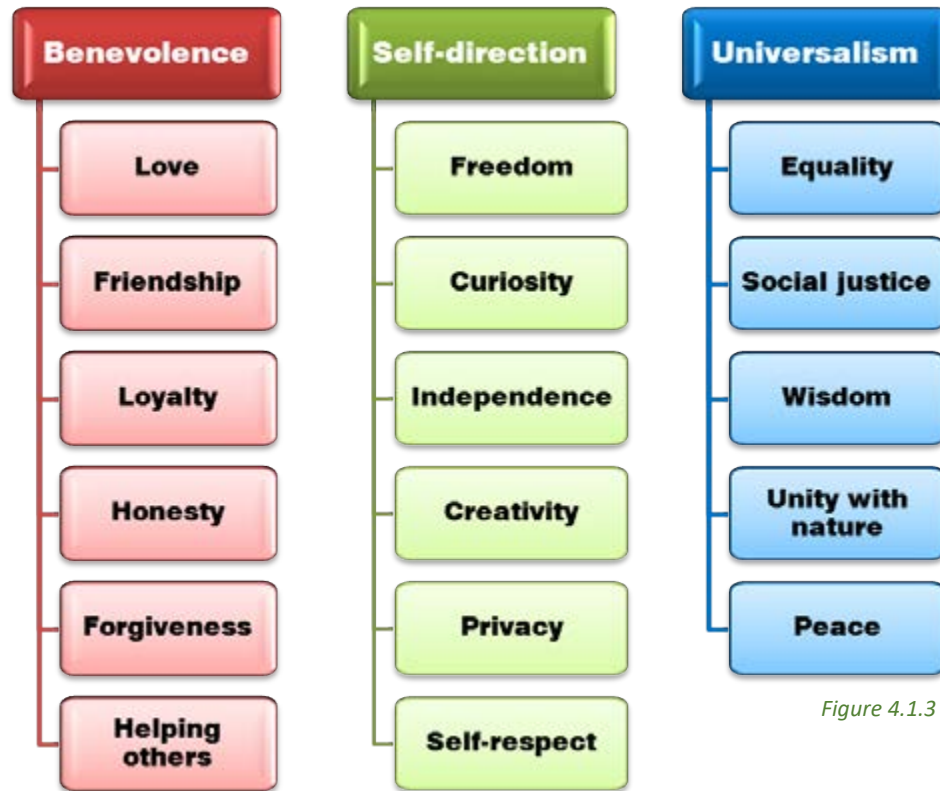 Benevolence
Love
Friendship
Loyalty
Honesty
Forgiveness
Helping
others
Self-direction
Freedom
Curiosity
Independence
Creativity
Privacy
Self-respect
Universalism
Equality
Social justice
Wisdom
Unity with
nature
Peace
Figure 4.1.3